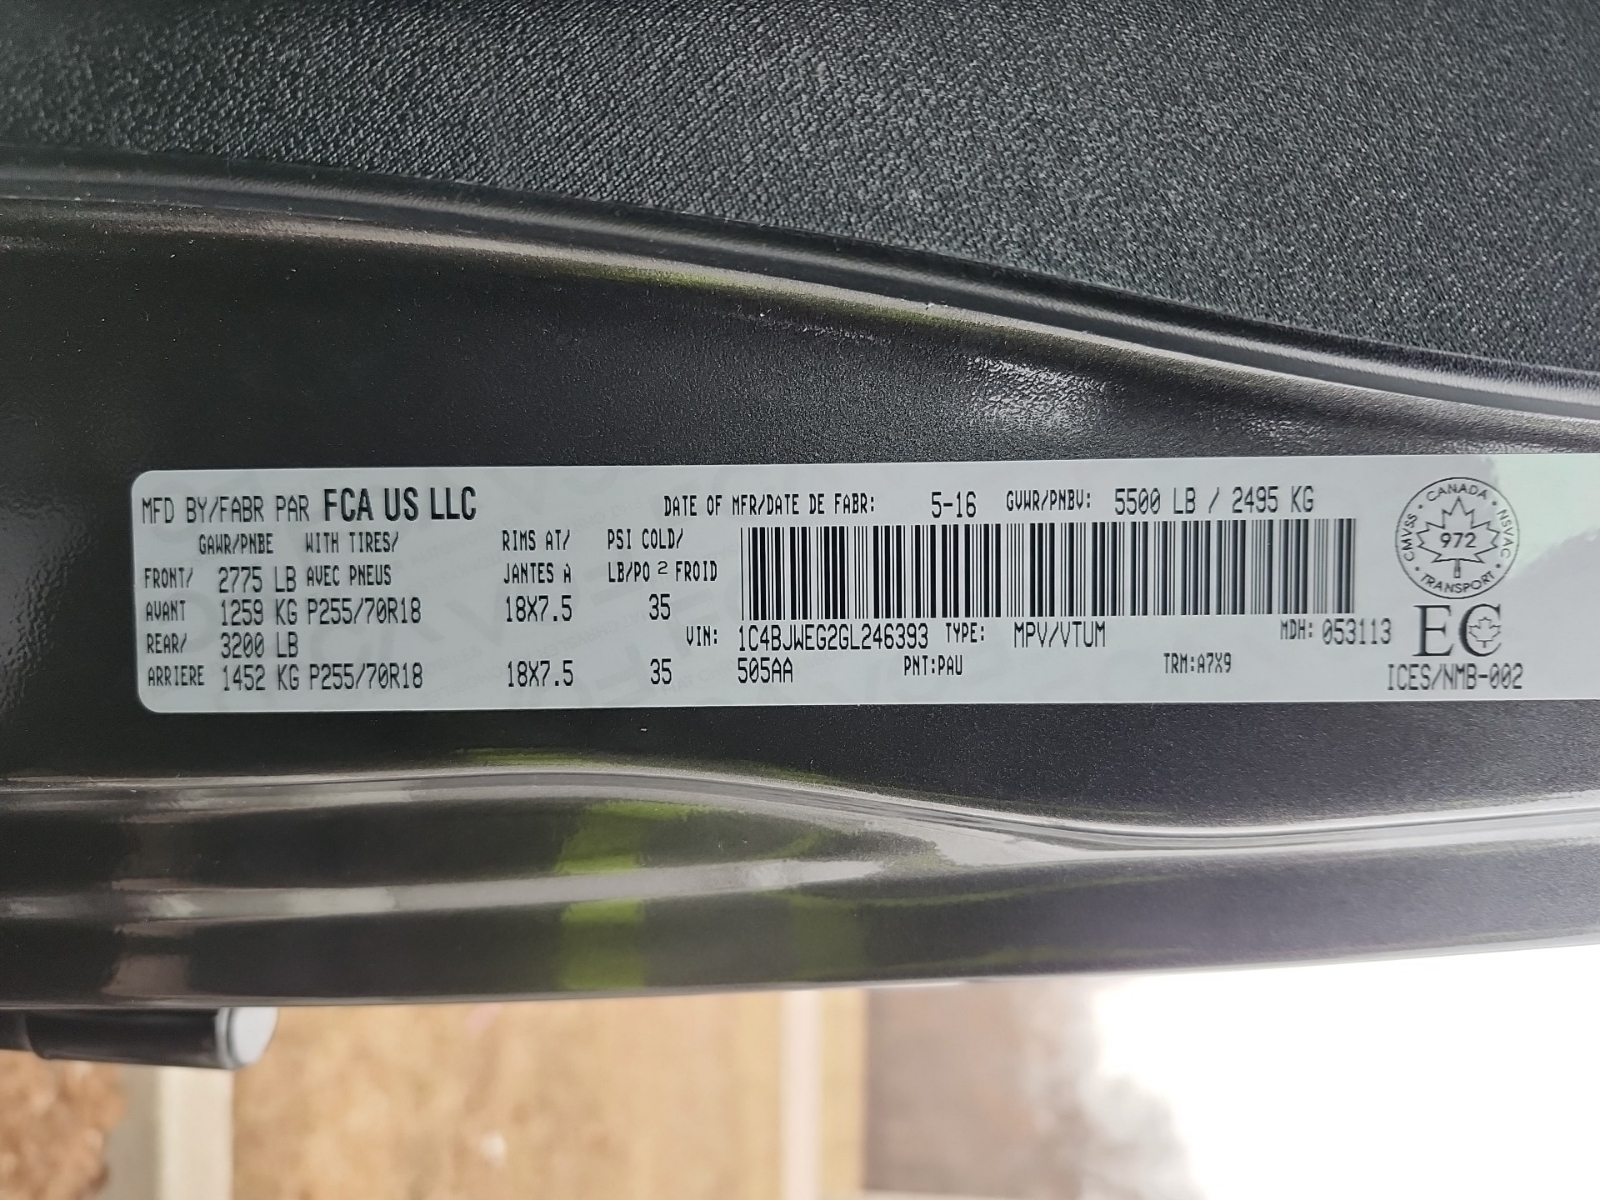 MFD BY/FABR PAR FCA US LLC DATE OF MFR/DATE DE FABR: 5-16 GVWR/PNBV: 5500 LB / 2495 KG
GAWR/PNBE WITH TIRES/ RIMS AT/ PSI COLD/
FRONT/ 2775 LB AVEC PNEUS JANTES A LB/PO 2 FROID
AVANT 1259 KG P255/70R18 18X7.5 35
REAR/ 3200 LB VIN: 1C4BJWEG2GL246393 TYPE: MPV/VTUM MDH: 053113
ARRIERE 1452 KG P255/70R18 18X7.5 35 505AA PNT:PAU TRM:A7X9
CANADA
CMVSS 972 NSVAC
TRANSPORT
EC
ICES/NMB-002